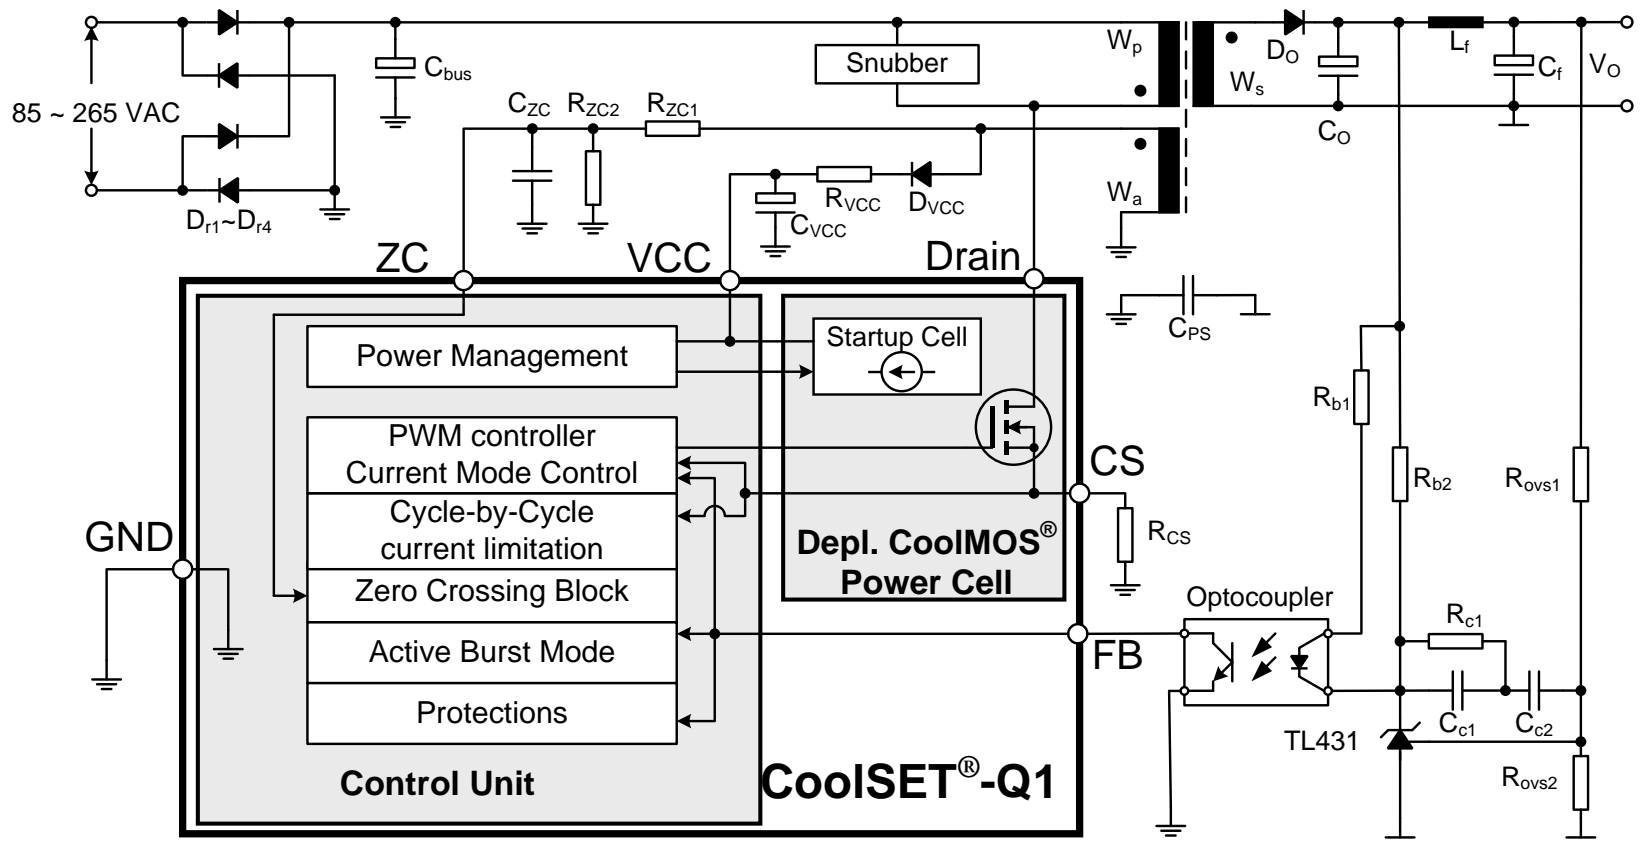 85 ~ 265 VAC
Dr1~Dr4
Cbus
Snubber
Wp
Ws
Wa
DO
CO
Lf
Cf
VO
CZC
RZC2
RZC1
RVCC
DVCC
CVCC
ZC
VCC
Drain
CPS
Power Management
Startup Cell
PWM controller
Current Mode Control
Cycle-by-Cycle
current limitation
Zero Crossing Block
Active Burst Mode
Protections
Control Unit
Depl. CoolMOS®
Power Cell
CoolSET®-Q1
GND
CS
RCS
FB
Optocoupler
Rb1
Rb2
Rovs1
Rc1
Cc1
Cc2
TL431
Rovs2